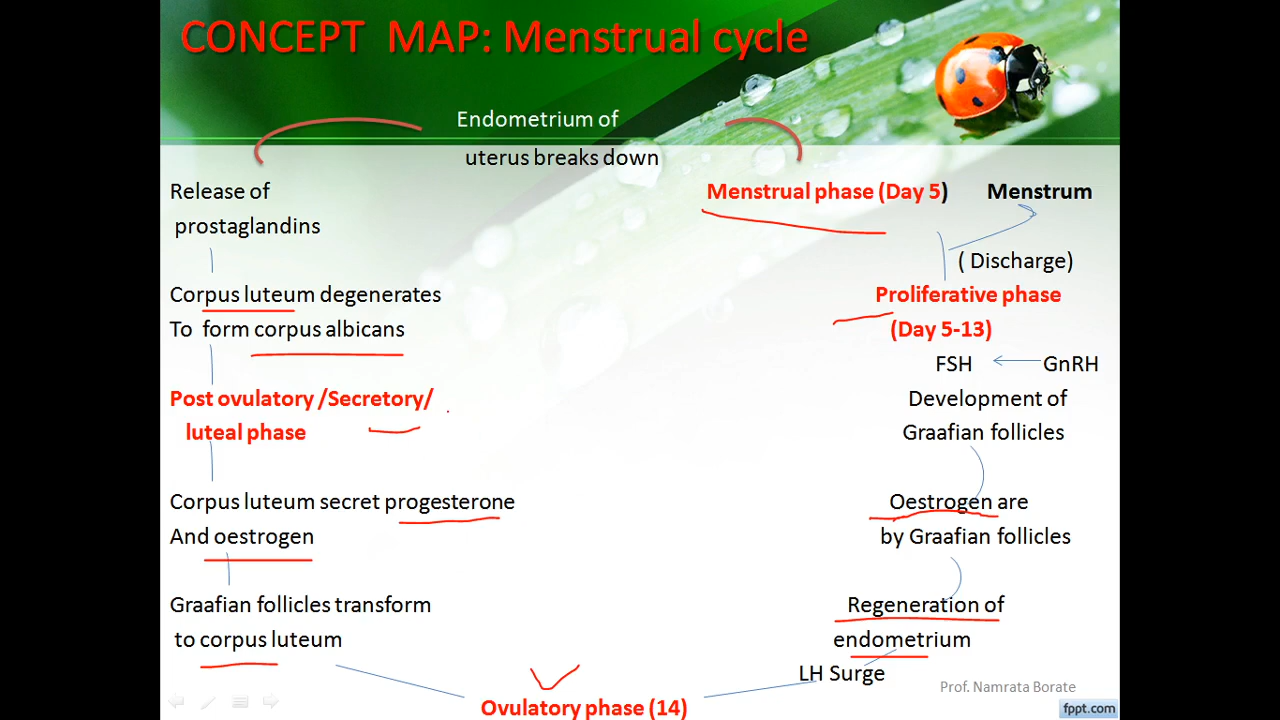 CONCEPT  MAP: Menstrual cycle
Endometrium of
uterus breaks down
Release of
prostaglandins
Corpus luteum degenerates
To  form corpus albicans
Post ovulatory /Secretory/
luteal phase
Corpus luteum secret progesterone
And oestrogen
Graafian follicles transform
to corpus luteum
Menstrual phase (Day 5)
Menstrum
( Discharge)
Proliferative phase
(Day 5-13)
FSH
GnRH
Development of
Graafian follicles
Oestrogen are
by Graafian follicles
Regeneration of
endometrium
LH Surge
Ovulatory phase (14)
Prof. Namrata Borate
fppt.com